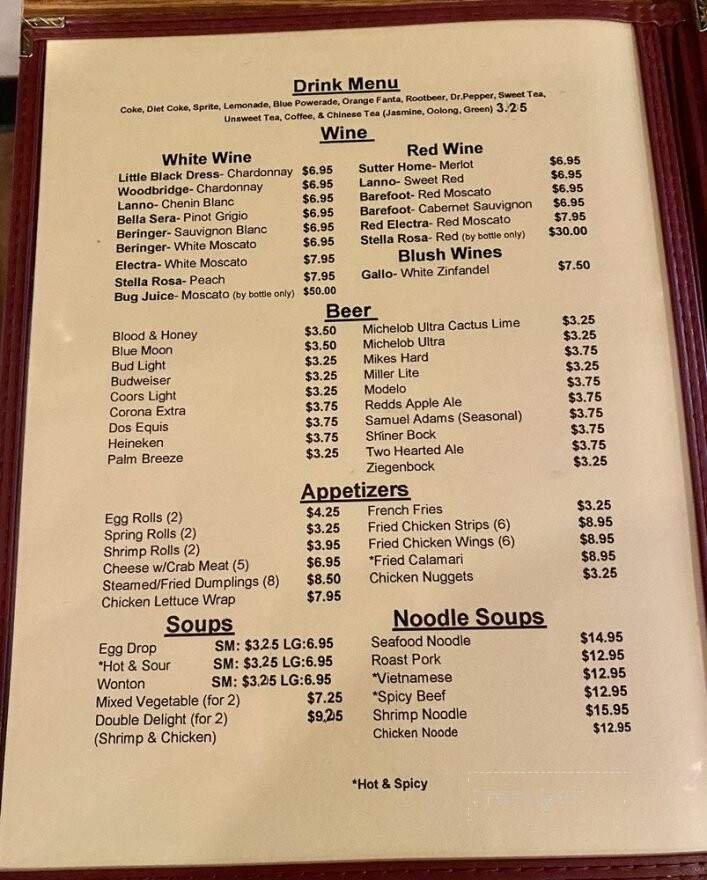 Drink Menu
Coke, Diet Coke, Sprite, Lemonade, Blue Powerade, Orange Fanta, Rootbeer, Dr.Pepper, Sweet Tea,
Unsweet Tea, Coffee, & Chinese Tea (Jasmine, Oolong, Green) 3.25
Wine
White Wine
Little Black Dress- Chardonnay $6.95
Woodbridge- Chardonnay $6.95
Lanno- Chenin Blanc $6.95
Bella Sera- Pinot Grigio $6.95
Beringer- Sauvignon Blanc $6.95
Beringer- White Moscato $6.95
Electra- White Moscato $7.95
Stella Rosa- Peach $7.95
Bug Juice- Moscato (by bottle only) $50.00
Red Wine
Sutter Home- Merlot $6.95
Lanno- Sweet Red $6.95
Barefoot- Red Moscato $6.95
Barefoot- Cabernet Sauvignon $6.95
Red Electra- Red Moscato $7.95
Stella Rosa- Red (by bottle only) $30.00
Blush Wines
Gallo- White Zinfandel $7.50
Beer
Blood & Honey $3.50
Blue Moon $3.50
Bud Light $3.25
Budweiser $3.25
Coors Light $3.25
Corona Extra $3.75
Dos Equis $3.75
Heineken $3.75
Palm Breeze $3.25
Michelob Ultra Cactus Lime $3.25
Michelob Ultra $3.25
Mikes Hard $3.75
Miller Lite $3.25
Modelo $3.75
Redds Apple Ale $3.75
Samuel Adams (Seasonal) $3.75
Shiner Bock $3.75
Two Hearted Ale $3.75
Ziegenbock $3.25
Appetizers
Egg Rolls (2) $4.25
Spring Rolls (2) $3.25
Shrimp Rolls (2) $3.95
Cheese w/Crab Meat (5) $6.95
Steamed/Fried Dumplings (8) $8.50
Chicken Lettuce Wrap $7.95
French Fries $3.25
Fried Chicken Strips (6) $8.95
Fried Chicken Wings (6) $8.95
*Fried Calamari $8.95
Chicken Nuggets $3.25
Soups
Egg Drop SM: $3.25 LG:6.95
*Hot & Sour SM: $3.25 LG:6.95
Wonton SM: $3.25 LG:6.95
Mixed Vegetable (for 2) $7.25
Double Delight (for 2) $9.25
(Shrimp & Chicken)
Noodle Soups
Seafood Noodle $14.95
Roast Pork $12.95
*Vietnamese $12.95
*Spicy Beef $12.95
Shrimp Noodle $15.95
Chicken Noode $12.95
*Hot & Spicy